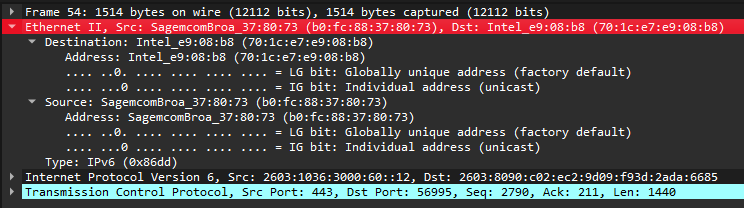 Frame 54: 1514 bytes on wire (12112 bits), 1514 bytes captured (12112 bits)
Ethernet II, Src: SagemcomBroa_37:80:73 (b0:fc:88:37:80:73), Dst: Intel_e9:08:b8 (70:1c:e7:e9:08:b8)
Destination: Intel_e9:08:b8 (70:1c:e7:e9:08:b8)
Address: Intel_e9:08:b8 (70:1c:e7:e9:08:b8)
.... ..0. .... .... .... .... = LG bit: Globally unique address (factory default)
.... ...0 .... .... .... .... = IG bit: Individual address (unicast)
Source: SagemcomBroa_37:80:73 (b0:fc:88:37:80:73)
Address: SagemcomBroa_37:80:73 (b0:fc:88:37:80:73)
.... ..0. .... .... .... .... = LG bit: Globally unique address (factory default)
.... ...0 .... .... .... .... = IG bit: Individual address (unicast)
Type: IPv6 (0x86dd)
Internet Protocol Version 6, Src: 2603:1036:3000:60::12, Dst: 2603:8090:c02:ec2:9d09:f93d:2ada:6685
Transmission Control Protocol, Src Port: 443, Dst Port: 56995, Seq: 2790, Ack: 211, Len: 1440